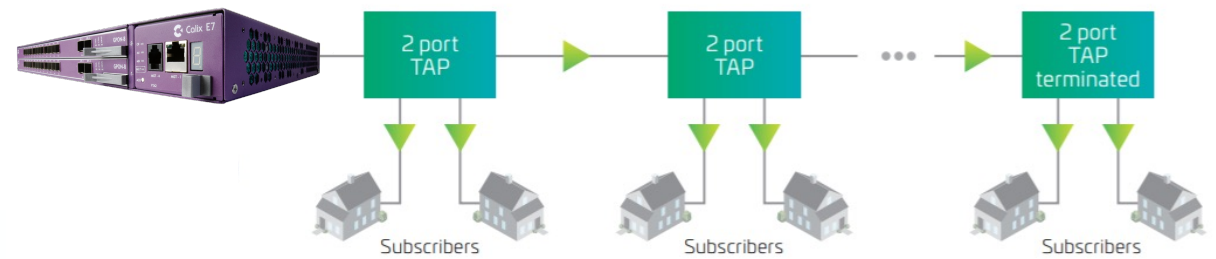 Calix E7
2 port
TAP
2 port
TAP
2 port
TAP
terminated
Subscribers
Subscribers
Subscribers